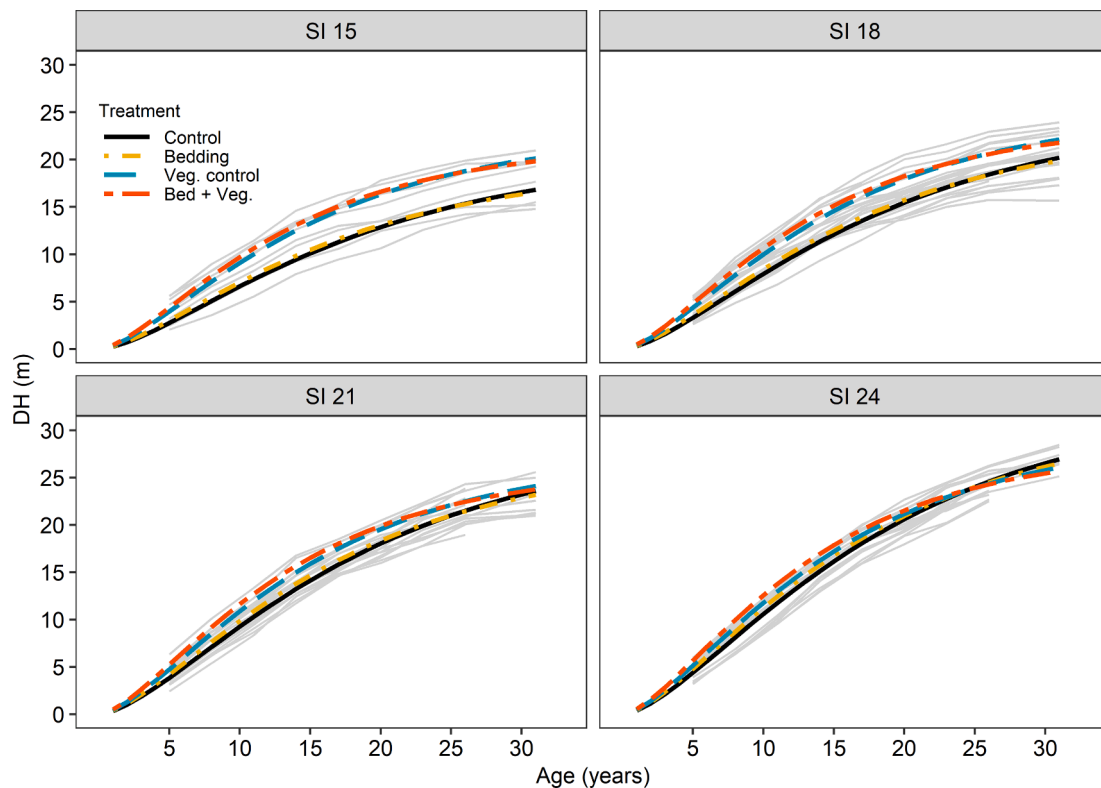 SI 15
SI 18
30
25
20
15
10
5
0
Treatment
Control
Bedding
Veg. control
Bed + Veg.
DH (m)
SI 21
SI 24
30
25
20
15
10
5
0
5 10 15 20 25 30
5 10 15 20 25 30
Age (years)